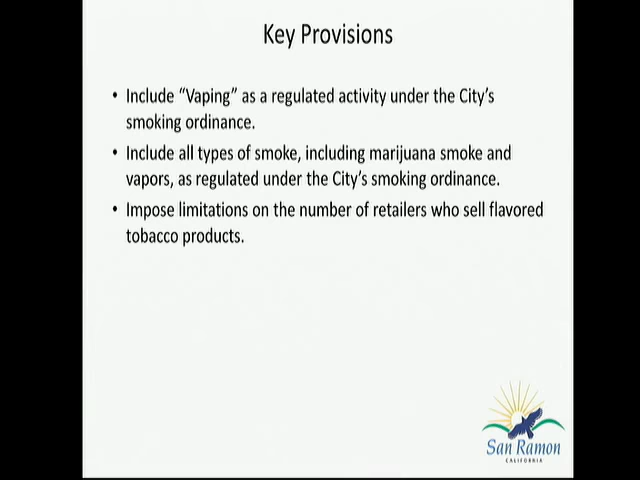 Key Provisions
• Include “Vaping” as a regulated activity under the City’s
smoking ordinance.
• Include all types of smoke, including marijuana smoke and
vapors, as regulated under the City’s smoking ordinance.
• Impose limitations on the number of retailers who sell flavored
tobacco products.
San Ramon
CALIFORNIA